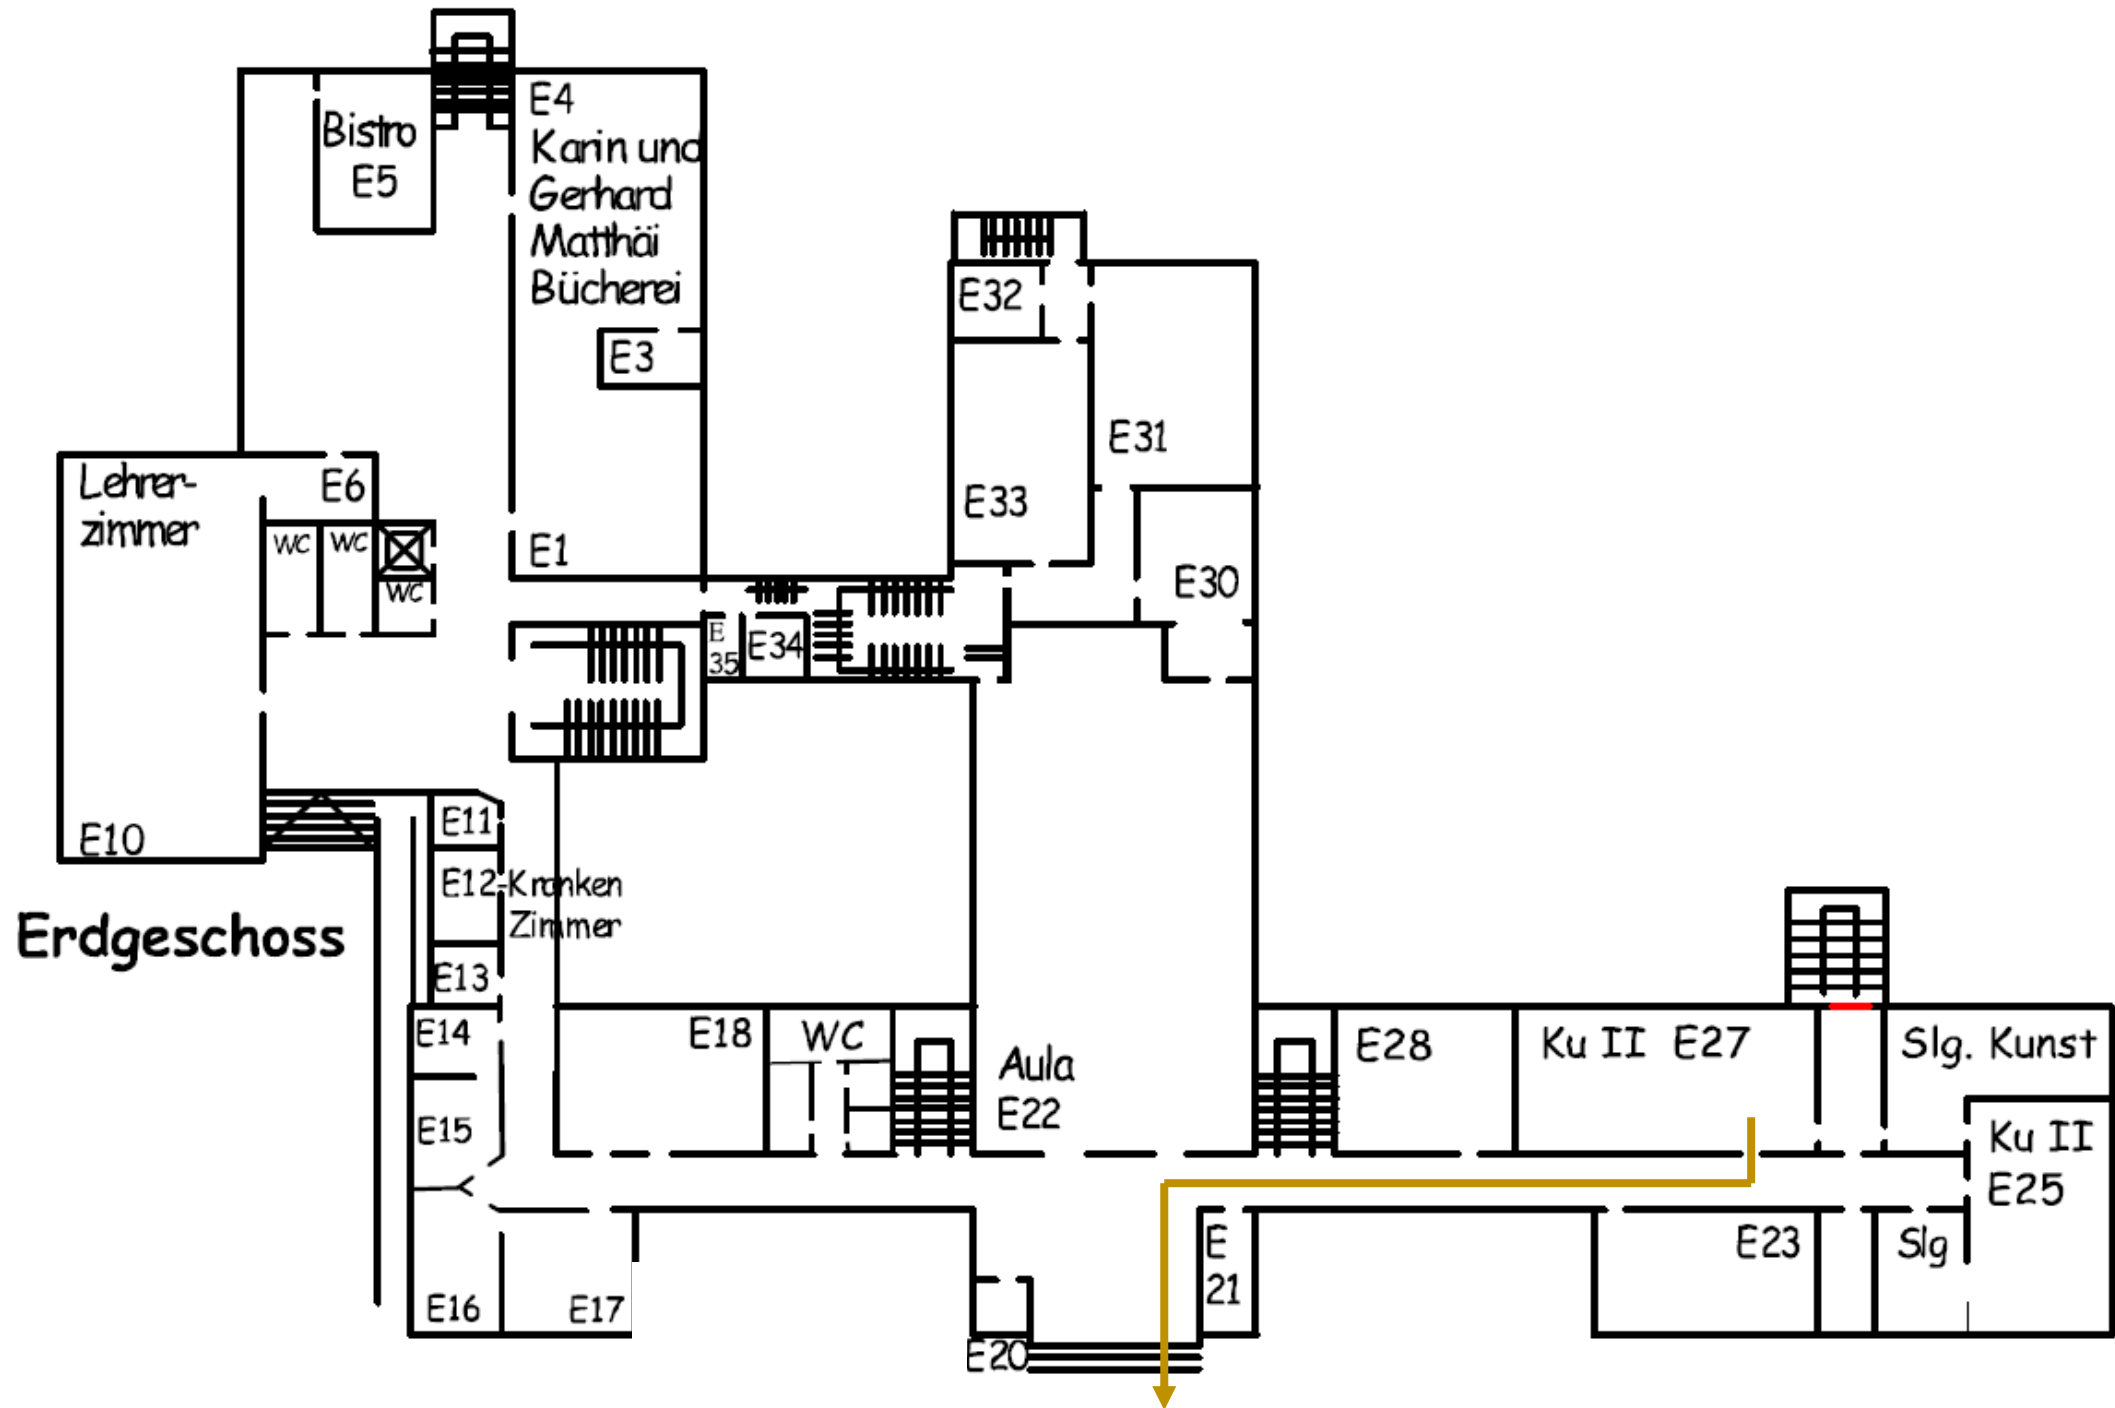 E4
Karin und
Gerhard
Matthäi
Bücherei
Bistro
E5
E3
E32
E31
E33
E30
Lehrer-
zimmer
E6
WC
WC
WC
E1
E
35
E34
E10
E11
E12-Kranken
Zimmer
E13
Erdgeschoss
E14
E15
E16
E17
E18
WC
Aula
E22
E20
E
21
E28
Ku II E27
Slg. Kunst
Ku II
E25
E23
Slg